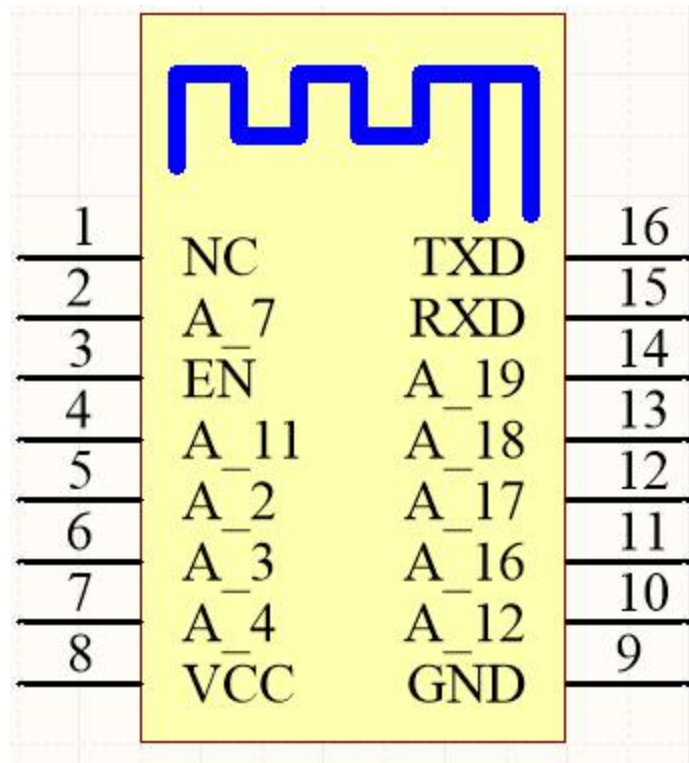 1 NC TXD 16
2 A_7 RXD 15
3 EN A_19 14
4 A_11 A_18 13
5 A_2 A_17 12
6 A_3 A_16 11
7 A_4 A_12 10
8 VCC GND 9